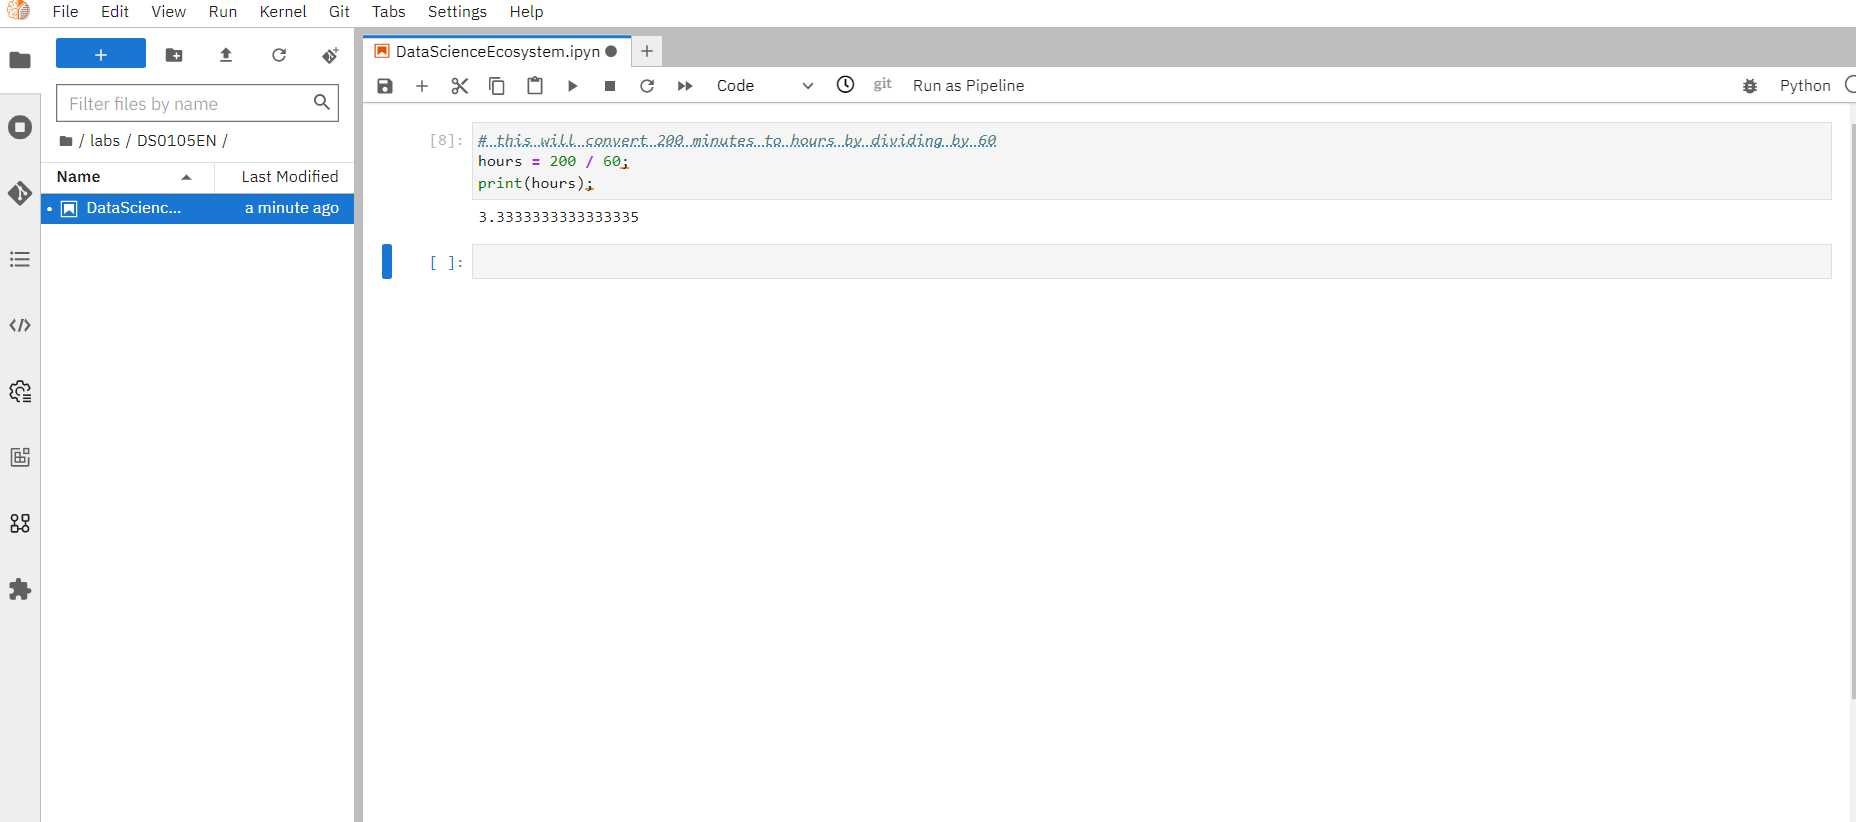 File Edit View Run Kernel Git Tabs Settings Help
Filter files by name
/ labs / DS0105EN /
Name Last Modified
DataScienc... a minute ago
DataScienceEcosystem.ipyn
Code git Run as Pipeline Python
[8]: # this will convert 200 minutes to hours by dividing by 60
hours = 200 / 60;
print(hours);
3.3333333333333335
[ ]: